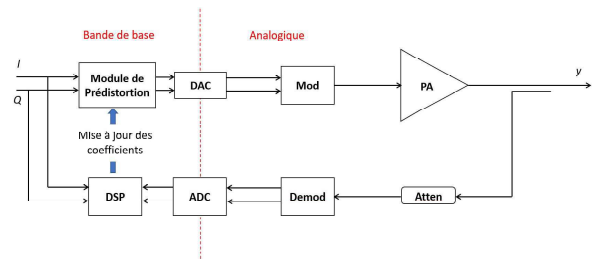 Bande de base
Analogique
I
Q
Module de
Prédistortion
DAC
Mod
PA
y
Mise à jour des
coefficients
DSP
ADC
Demod
Atten